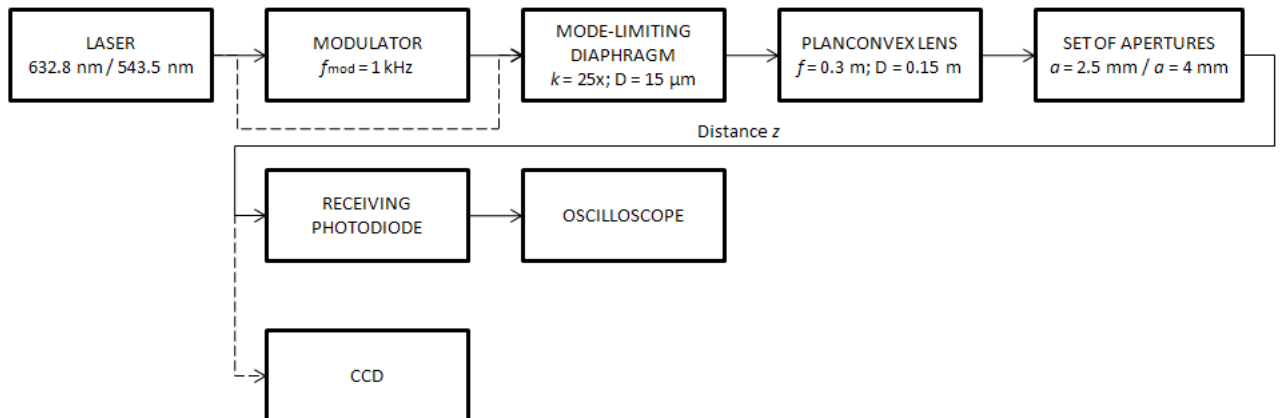 LASER
632.8 nm / 543.5 nm
MODULATOR
fmod = 1 kHz
MODE-LIMITING
DIAPHRAGM
k = 25x; D = 15 μm
PLANCONVEX LENS
f = 0.3 m; D = 0.15 m
SET OF APERTURES
a = 2.5 mm / a = 4 mm
Distance z
RECEIVING
PHOTODIODE
OSCILLOSCOPE
CCD